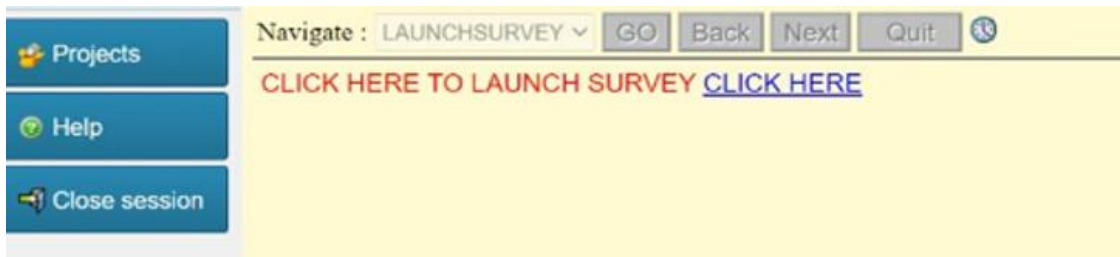 Projects
Help
Close session
Navigate : LAUNCHSURVEY GO Back Next Quit
CLICK HERE TO LAUNCH SURVEY CLICK HERE